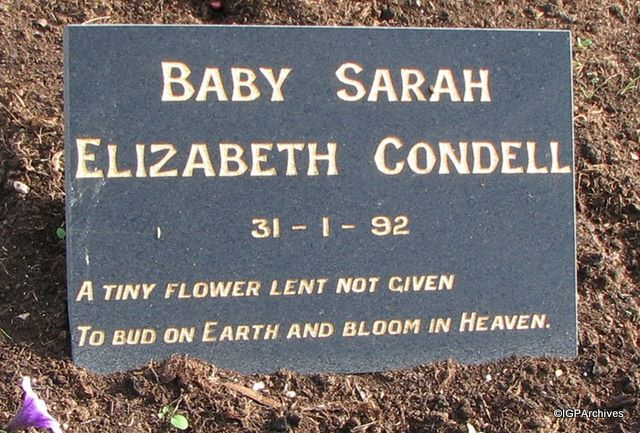 Baby Sarah
Elizabeth Condell
31 - 1 - 92
A tiny flower lent not given
To bud on Earth and bloom in Heaven.
©IGPArchives